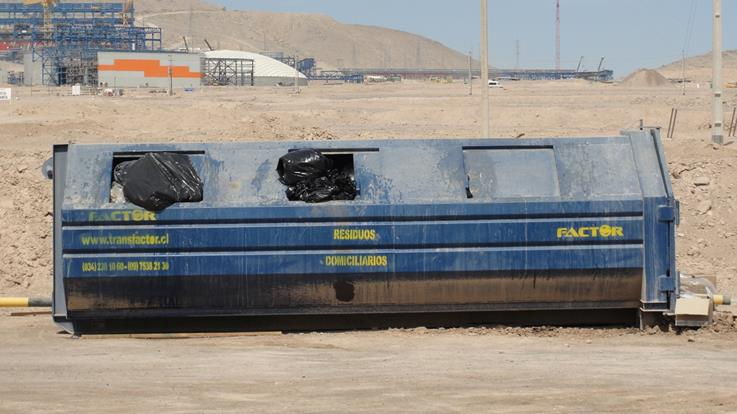 FACTOR
www.transfactor.cl
RESIDUOS
FACTOR
DOMICILIARIOS